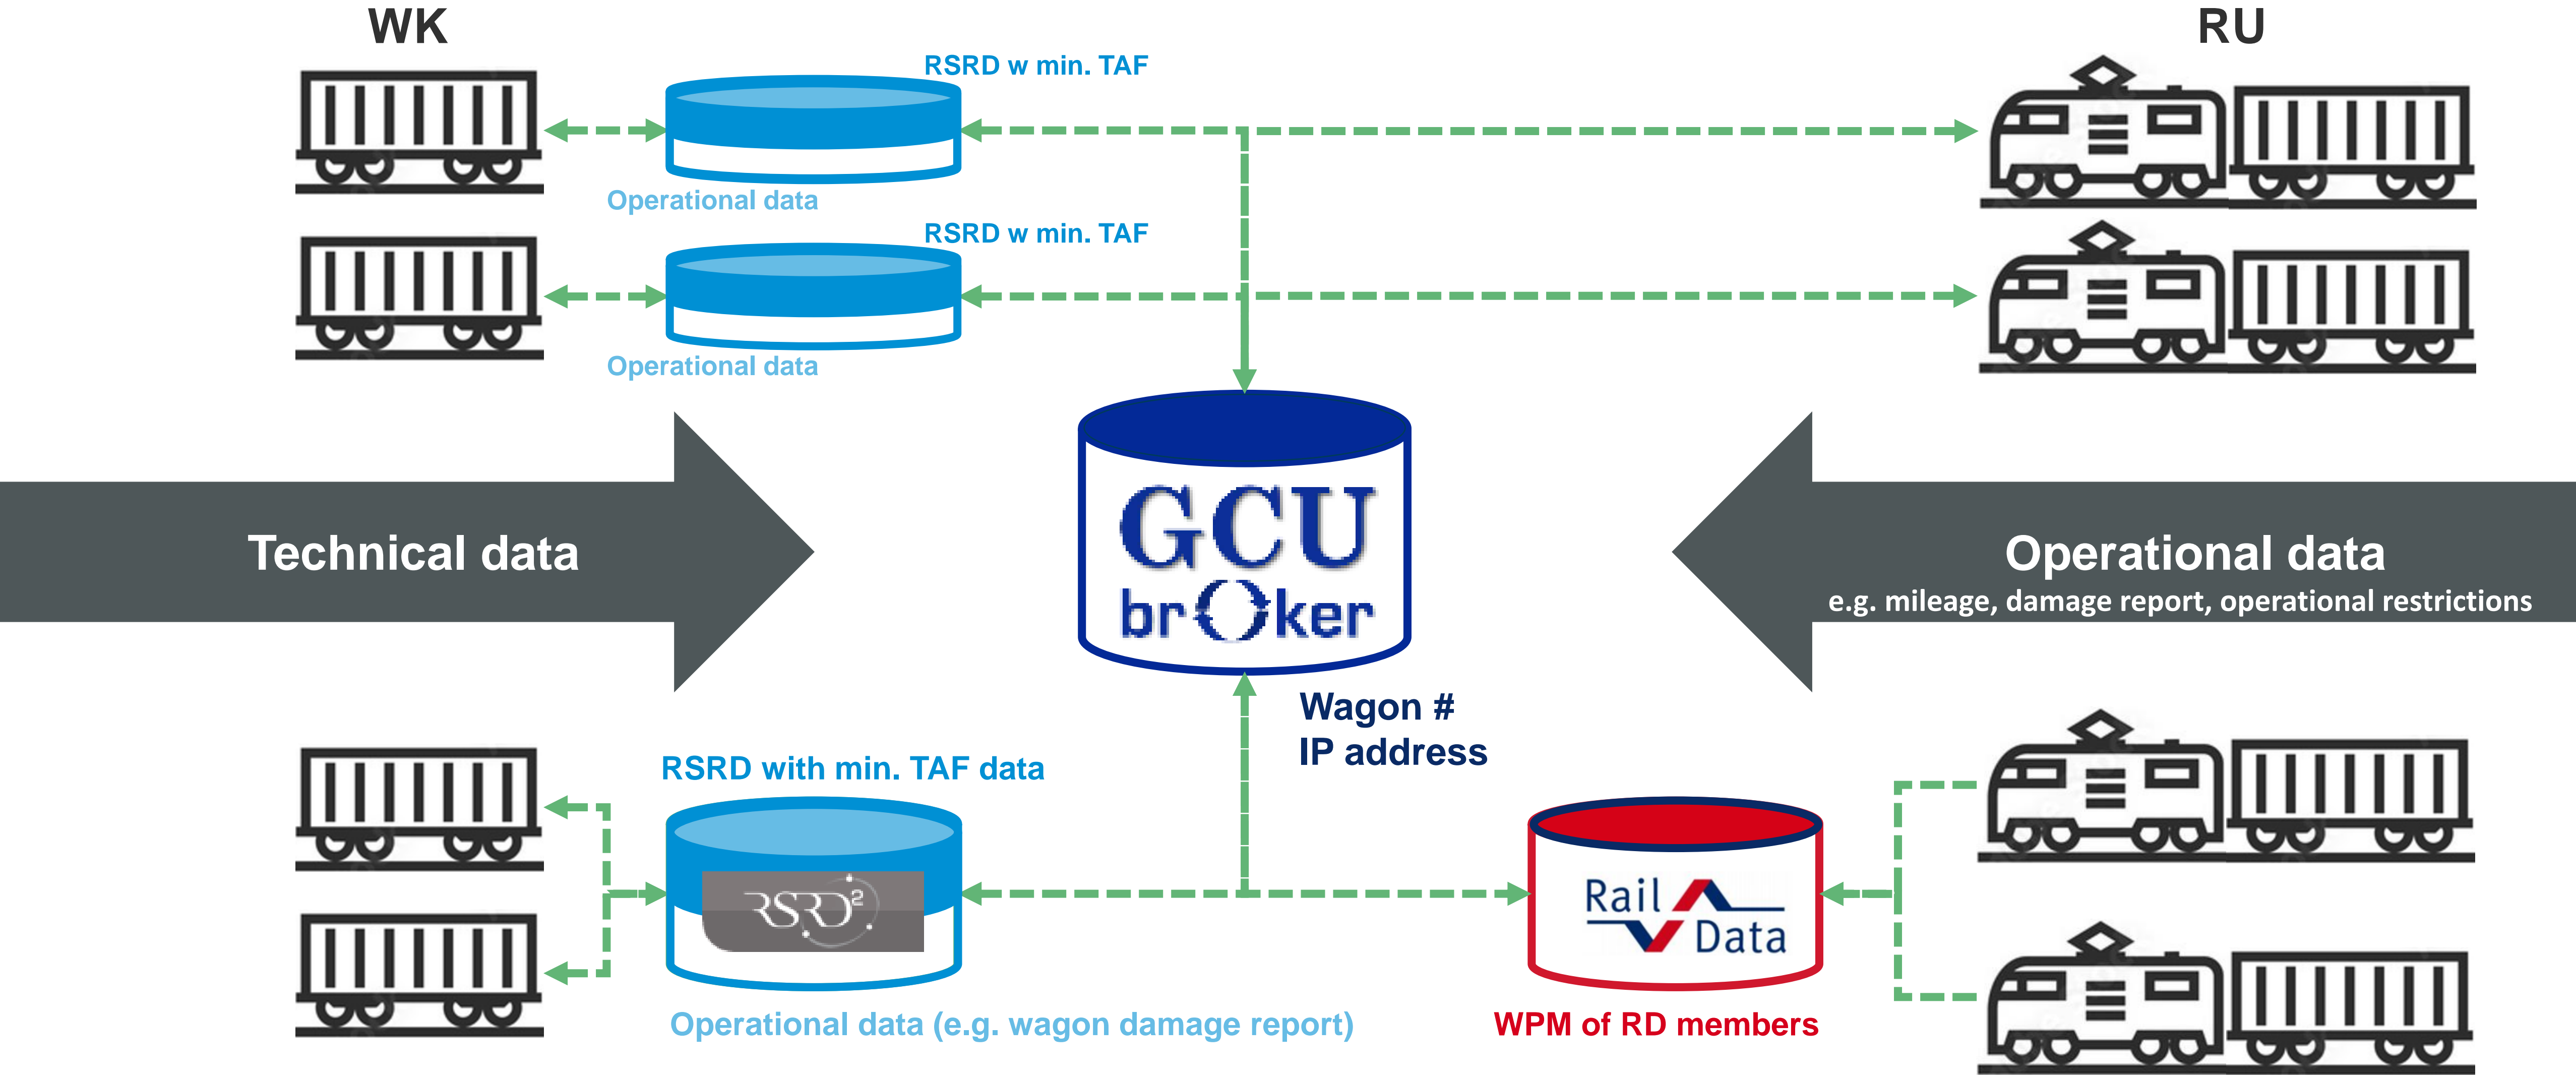 WK
RU
RSRD w min. TAF
Operational data
RSRD w min. TAF
Operational data
Technical data
GCU
broker
Operational data
e.g. mileage, damage report, operational restrictions
Wagon #
IP address
RSRD with min. TAF data
RSRD²
Operational data (e.g. wagon damage report)
Rail
Data
WPM of RD members